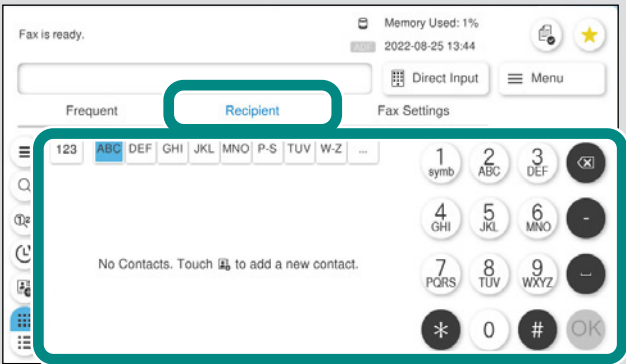 Fax is ready.
Memory Used: 1%
ADF
2022-08-25 13:44
Direct Input
Menu
Frequent
Recipient
Fax Settings
123 ABC DEF GHI JKL MNO P-S TUV W-Z ...
1 symb
2 ABC
3 DEF
4 GHI
5 JKL
6 MNO
-
No Contacts. Touch to add a new contact.
7 PQRS
8 TUV
9 WXYZ
* 0 # OK